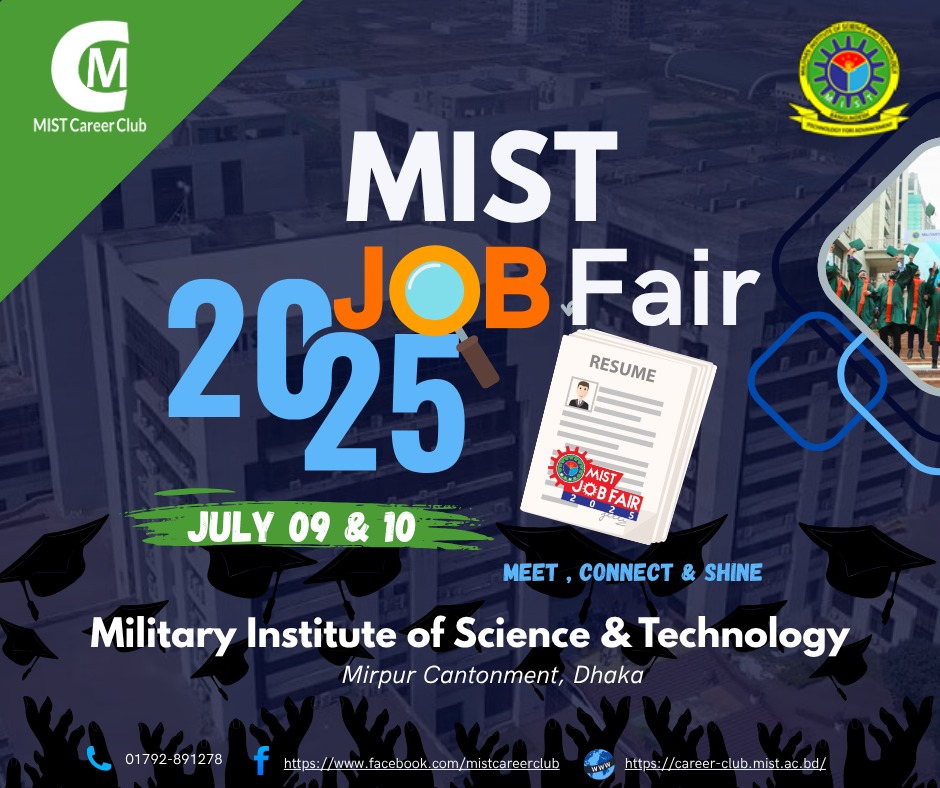 CM
MIST Career Club
MILITARY INSTITUTE OF SCIENCE AND TECHNOLOGY
MIST
BANGLADESH
TECHNOLOGY FOR ADVANCEMENT
MIST
JOB Fair
2025
RESUME
MIST
JOB FAIR
2025
JULY 09 & 10
MEET , CONNECT & SHINE
Military Institute of Science & Technology
Mirpur Cantonment, Dhaka
01792-891278
https://www.facebook.com/mistcareerclub
www
https://career-club.mist.ac.bd/